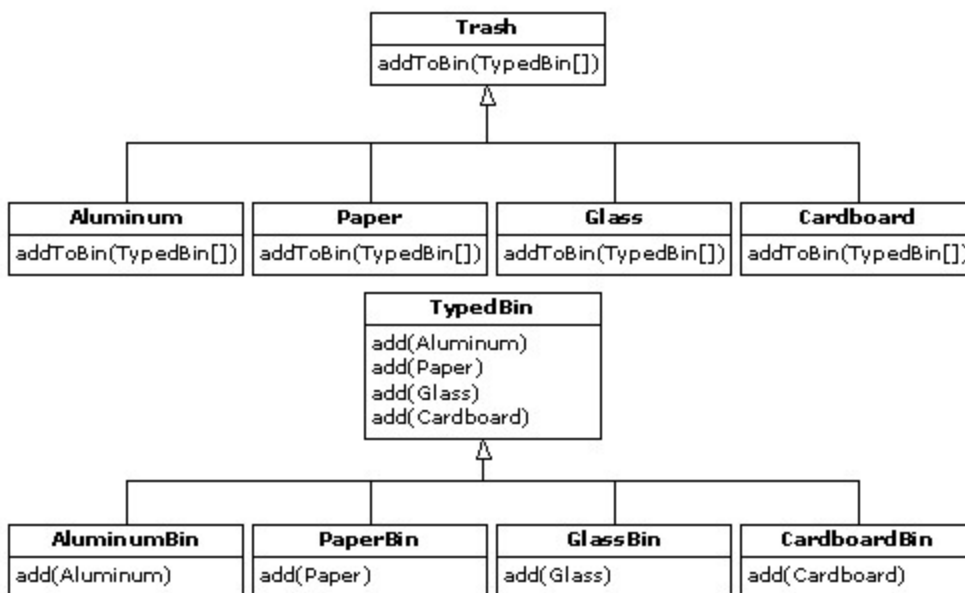 Trash
addToBin(TypedBin[])
Aluminum
addToBin(TypedBin[])
Paper
addToBin(TypedBin[])
Glass
addToBin(TypedBin[])
Cardboard
addToBin(TypedBin[])
TypedBin
add(Aluminum)
add(Paper)
add(Glass)
add(Cardboard)
AluminumBin
add(Aluminum)
PaperBin
add(Paper)
GlassBin
add(Glass)
CardboardBin
add(Cardboard)